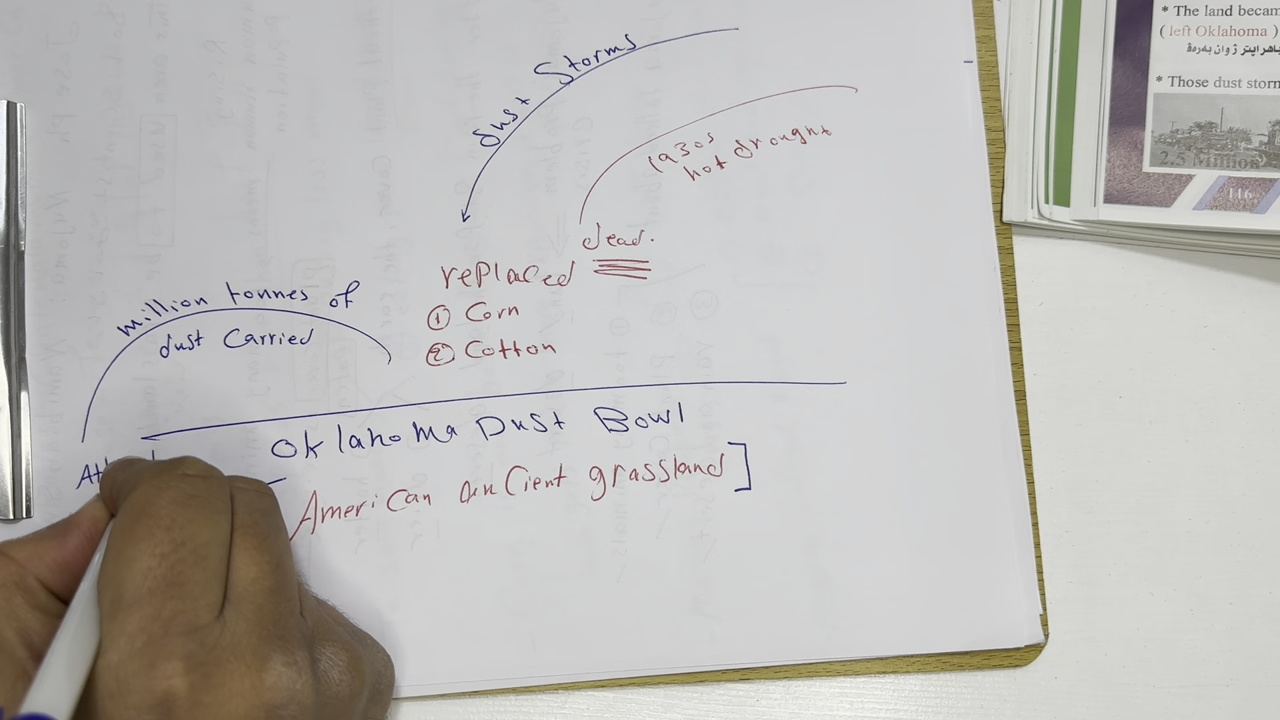 dust Storms
1930s
hot drought
dead.
replaced
① Corn
② Cotton
million tonnes of
dust Carried
Oklahoma Dust Bowl
American ancient grassland]
* The land becam
( left Oklahoma )
* Those dust storm
2.5 Million
116